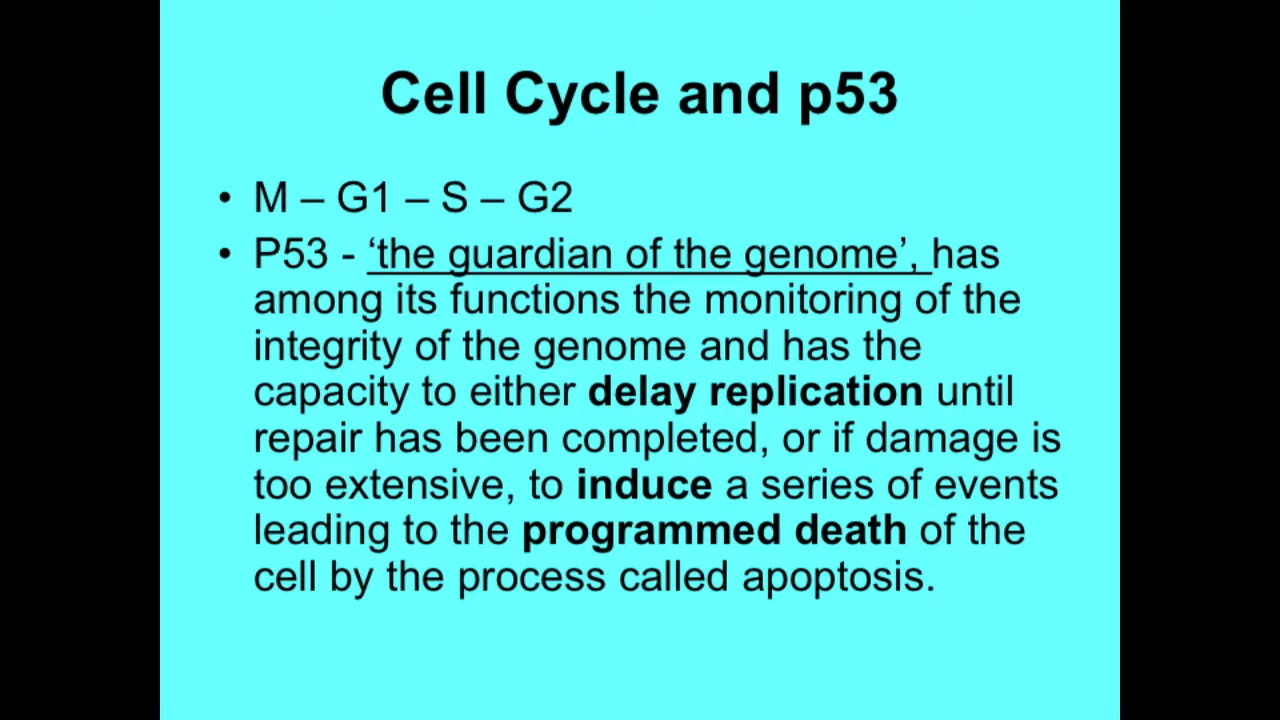 Cell Cycle and p53
• M – G1 – S – G2
• P53 - ‘the guardian of the genome’, has
among its functions the monitoring of the
integrity of the genome and has the
capacity to either delay replication until
repair has been completed, or if damage is
too extensive, to induce a series of events
leading to the programmed death of the
cell by the process called apoptosis.